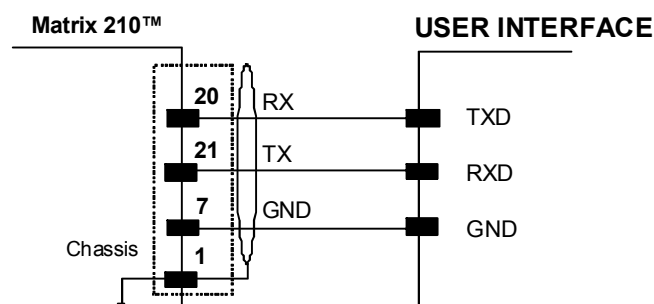 Matrix 210™ USER INTERFACE
20 RX TXD
21 TX RXD
7 GND GND
Chassis 1